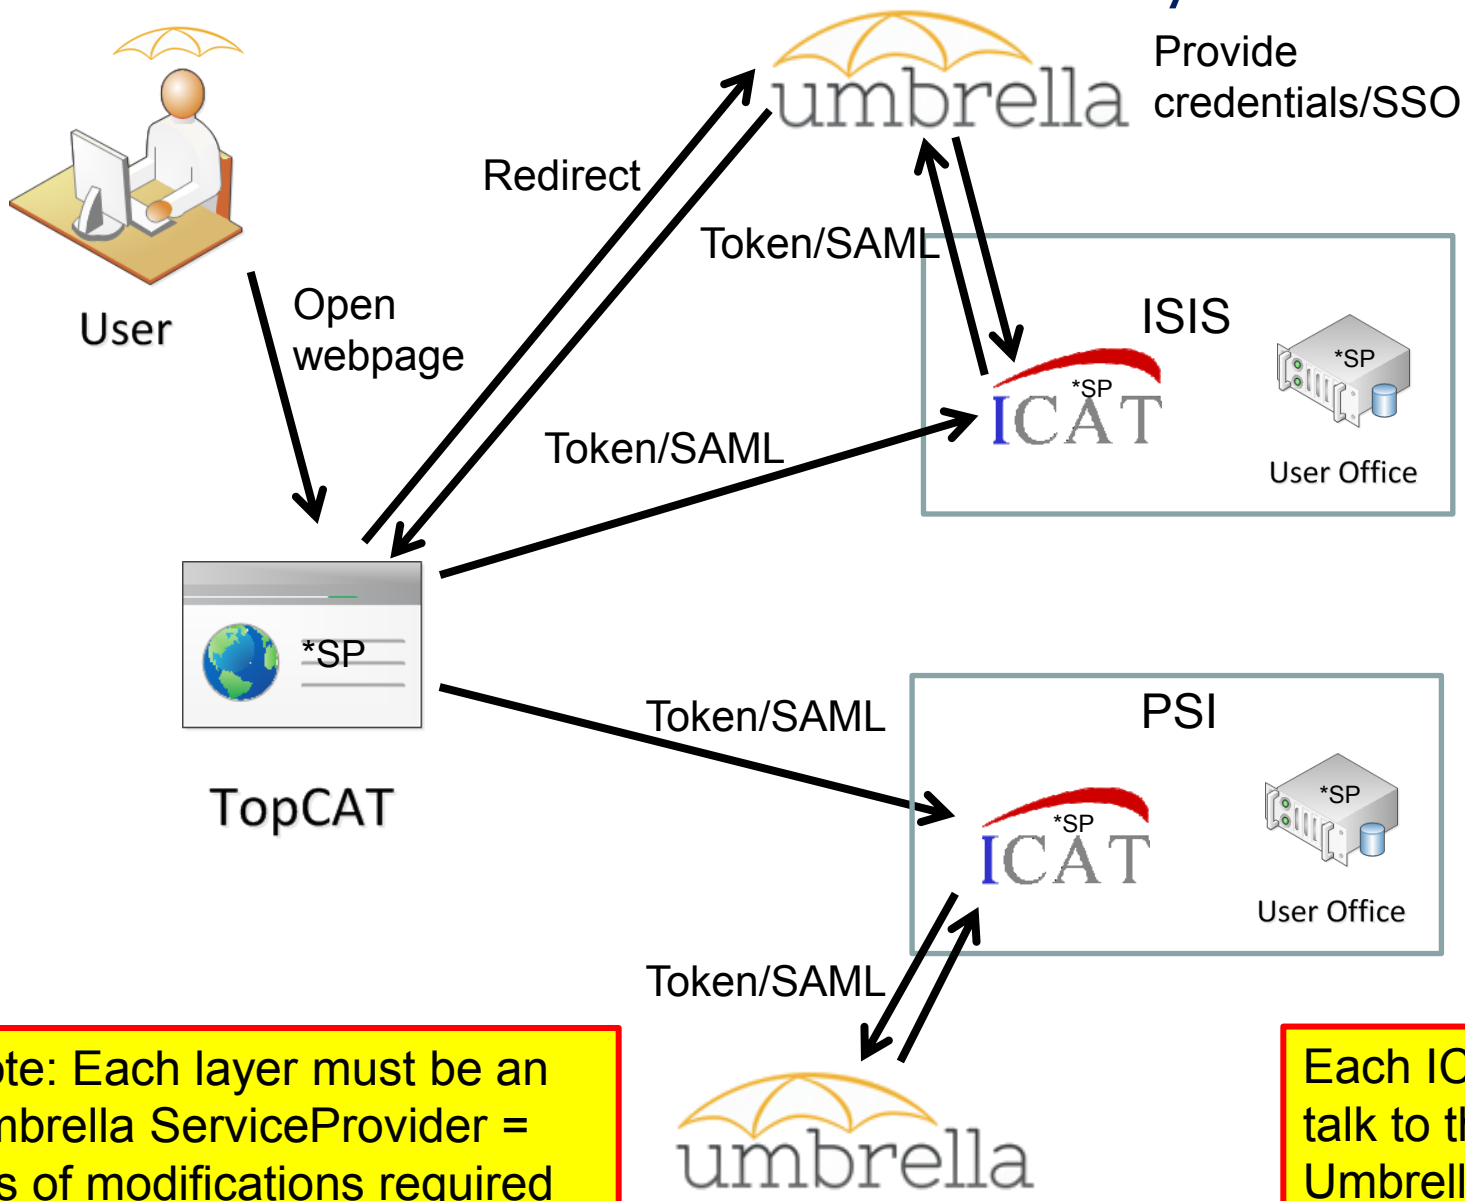 umbrella
Provide
credentials/SSO
Redirect
Token/SAML
User
Open
webpage
ISIS
*SP
*SP
ICAT
User Office
Token/SAML
*SP
TopCAT
Token/SAML
PSI
*SP
*SP
ICAT
User Office
Token/SAML
ote: Each layer must be an
mbrella ServiceProvider =
s of modifications required
umbrella
Each IC
talk to th
Umbrell